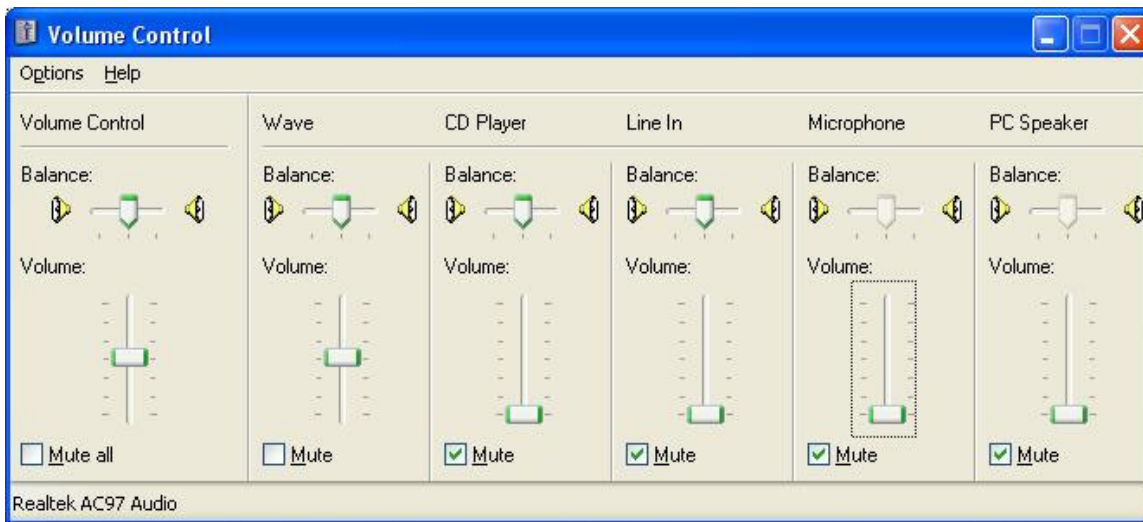 Volume Control
Options Help
Volume Control Wave CD Player Line In Microphone PC Speaker
Balance: Balance: Balance: Balance: Balance: Balance:
Volume: Volume: Volume: Volume: Volume: Volume:
Mute all Mute Mute Mute Mute Mute
Realtek AC97 Audio